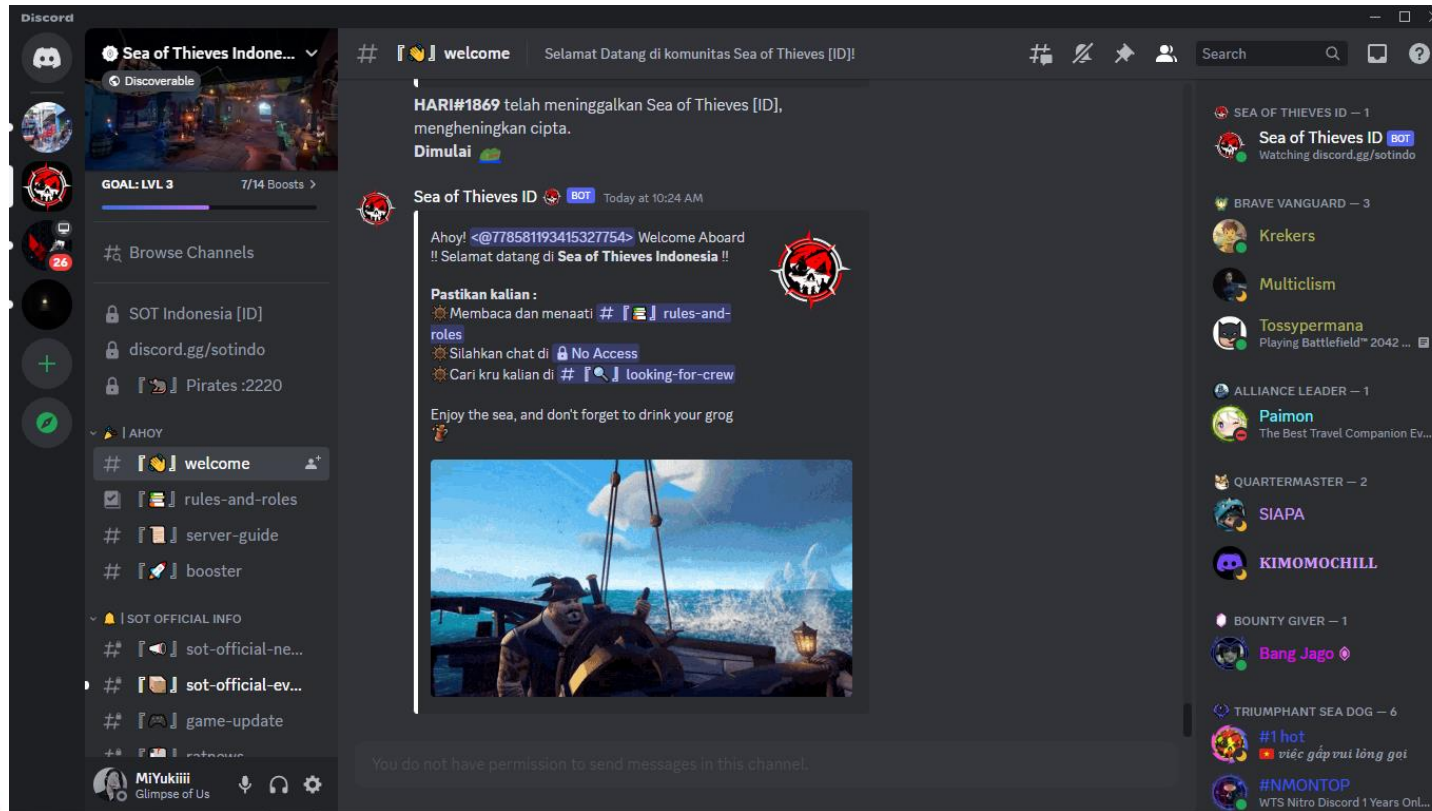 Discord
Sea of Thieves Indone...
Discoverable
GOAL: LVL 3 7/14 Boosts >
Browse Channels
SOT Indonesia [ID]
discord.gg/sotindo
『🐀』Pirates :2220
🎉 | AHOY
# 『👋』 welcome
『📚』 rules-and-roles
# 『📜』 server-guide
# 『🚀』 booster
🔔 | SOT OFFICIAL INFO
『📢』 sot-official-ne...
『📦』 sot-official-ev...
『🎮』 game-update
ratnews
26
MiYukiiii
Glimpse of Us
# 『👋』 welcome
Selamat Datang di komunitas Sea of Thieves [ID]!
Search
HARI#1869 telah meninggalkan Sea of Thieves [ID],
mengheningkan cipta.
Dimulai
Sea of Thieves ID BOT Today at 10:24 AM
Ahoy! <@778581193415327754> Welcome Aboard
!! Selamat datang di Sea of Thieves Indonesia !!
Pastikan kalian :
Membaca dan menaati # 『📚』 rules-and-
roles
Silahkan chat di 🔒 No Access
Cari kru kalian di # 『🔍』 looking-for-crew
Enjoy the sea, and don't forget to drink your grog
You do not have permission to send messages in this channel.
SEA OF THIEVES ID — 1
Sea of Thieves ID BOT
Watching discord.gg/sotindo
BRAVE VANGUARD — 3
Krekers
Multiclism
Tossypermana
Playing Battlefield™ 2042 ...
ALLIANCE LEADER — 1
Paimon
The Best Travel Companion Ev...
QUARTERMASTER — 2
SIAPA
KIMOMOCHILL
BOUNTY GIVER — 1
Bang Jago
TRIUMPHANT SEA DOG — 6
#1 hot
việc gấp vui lòng gọi
#NMONTOP
WTS Nitro Discord 1 Years Onl...